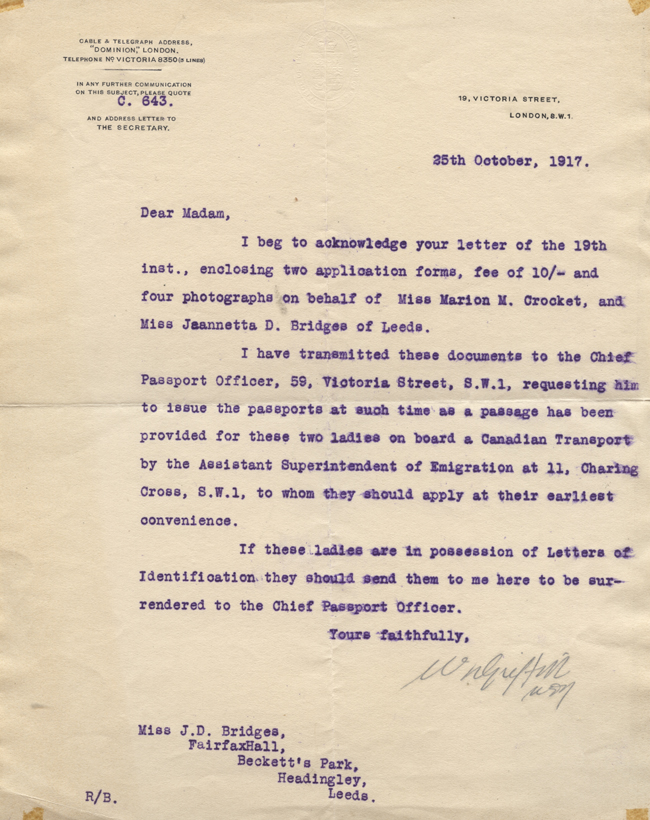 CABLE & TELEGRAPH ADDRESS,
"DOMINION," LONDON.
TELEPHONE Nº VICTORIA 8350 (3 LINES)
IN ANY FURTHER COMMUNICATION
ON THIS SUBJECT, PLEASE QUOTE
C. 643.
AND ADDRESS LETTER TO
THE SECRETARY.
19, VICTORIA STREET,
LONDON, S.W.1.
25th October, 1917.
Dear Madam,
I beg to acknowledge your letter of the 19th
inst., enclosing two application forms, fee of 10/- and
four photographs on behalf of Miss Marion M. Crocket, and
Miss Jeannetta D. Bridges of Leeds.
I have transmitted these documents to the Chief
Passport Officer, 59, Victoria Street, S.W.1, requesting him
to issue the passports at such time as a passage has been
provided for these two ladies on board a Canadian Transport
by the Assistant Superintendent of Emigration at 11, Charing
Cross, S.W.1, to whom they should apply at their earliest
convenience.
If these ladies are in possession of Letters of
Identification they should send them to me here to be sur-
rendered to the Chief Passport Officer.
Yours faithfully,
Miss J.D. Bridges,
FairfaxHall,
Beckett's Park,
Headingley,
Leeds.
R/B.